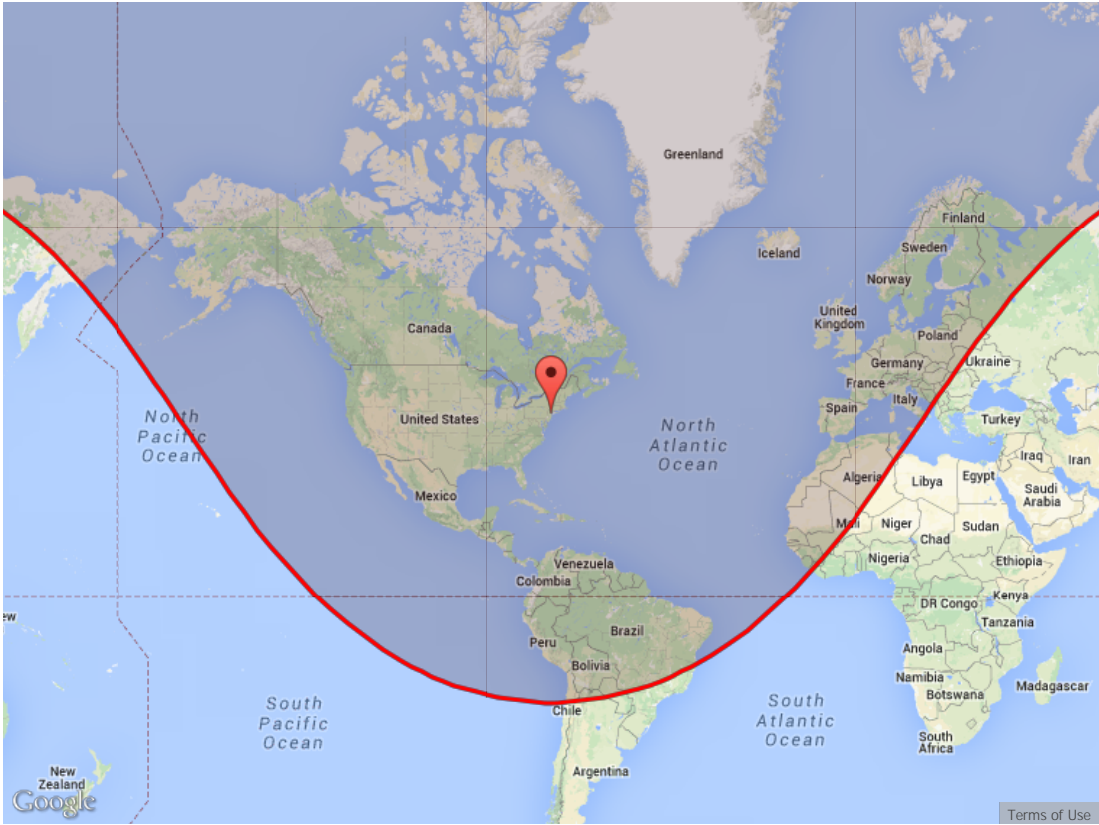 Greenland
Finland
Sweden
Iceland
Norway
United
Kingdom
Canada
Poland
Germany
Ukraine
France
Italy
Spain
United States
Turkey
North
Pacific
Ocean
North
Atlantic
Ocean
Iraq
Iran
Algeria
Libya
Egypt
Saudi
Arabia
Mexico
Mali
Niger
Sudan
Chad
Nigeria
Ethiopia
Venezuela
Colombia
DR Congo
Kenya
Tanzania
ew
Brazil
Peru
Angola
Bolivia
Namibia
Botswana
Madagascar
South
Pacific
Ocean
Chile
South
Atlantic
Ocean
South
Africa
New
Zealand
Argentina
Google
Terms of Use